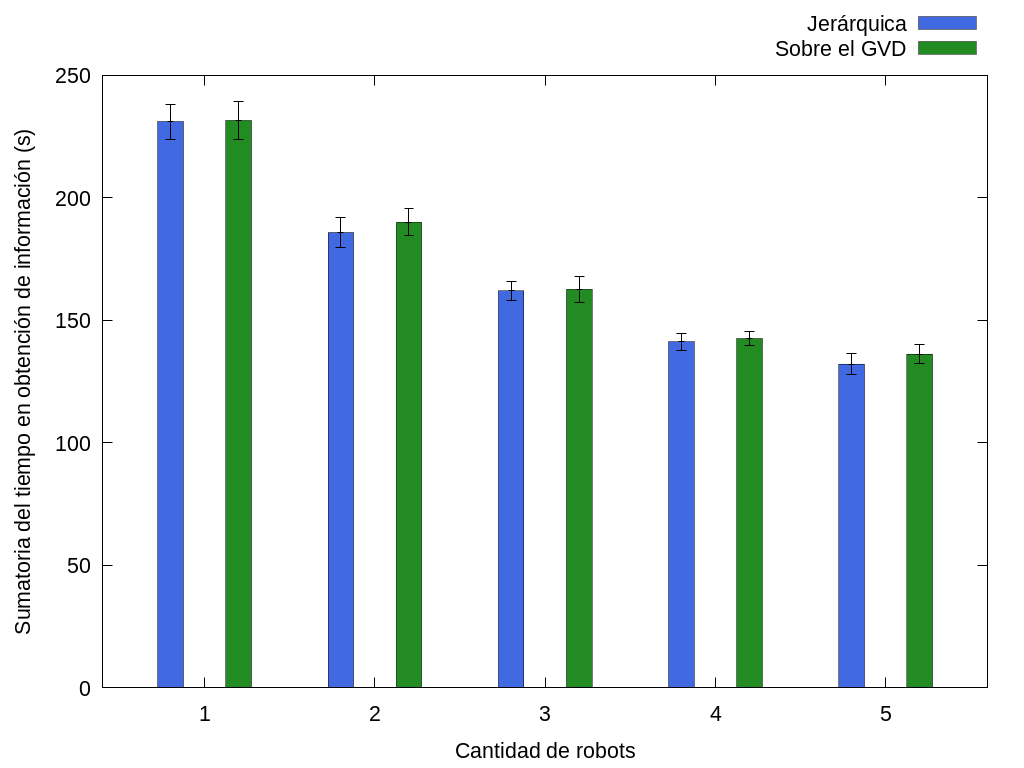 Jerárquica
Sobre el GVD
250
200
150
100
50
0
Sumatoria del tiempo en obtención de información (s)
1 2 3 4 5
Cantidad de robots